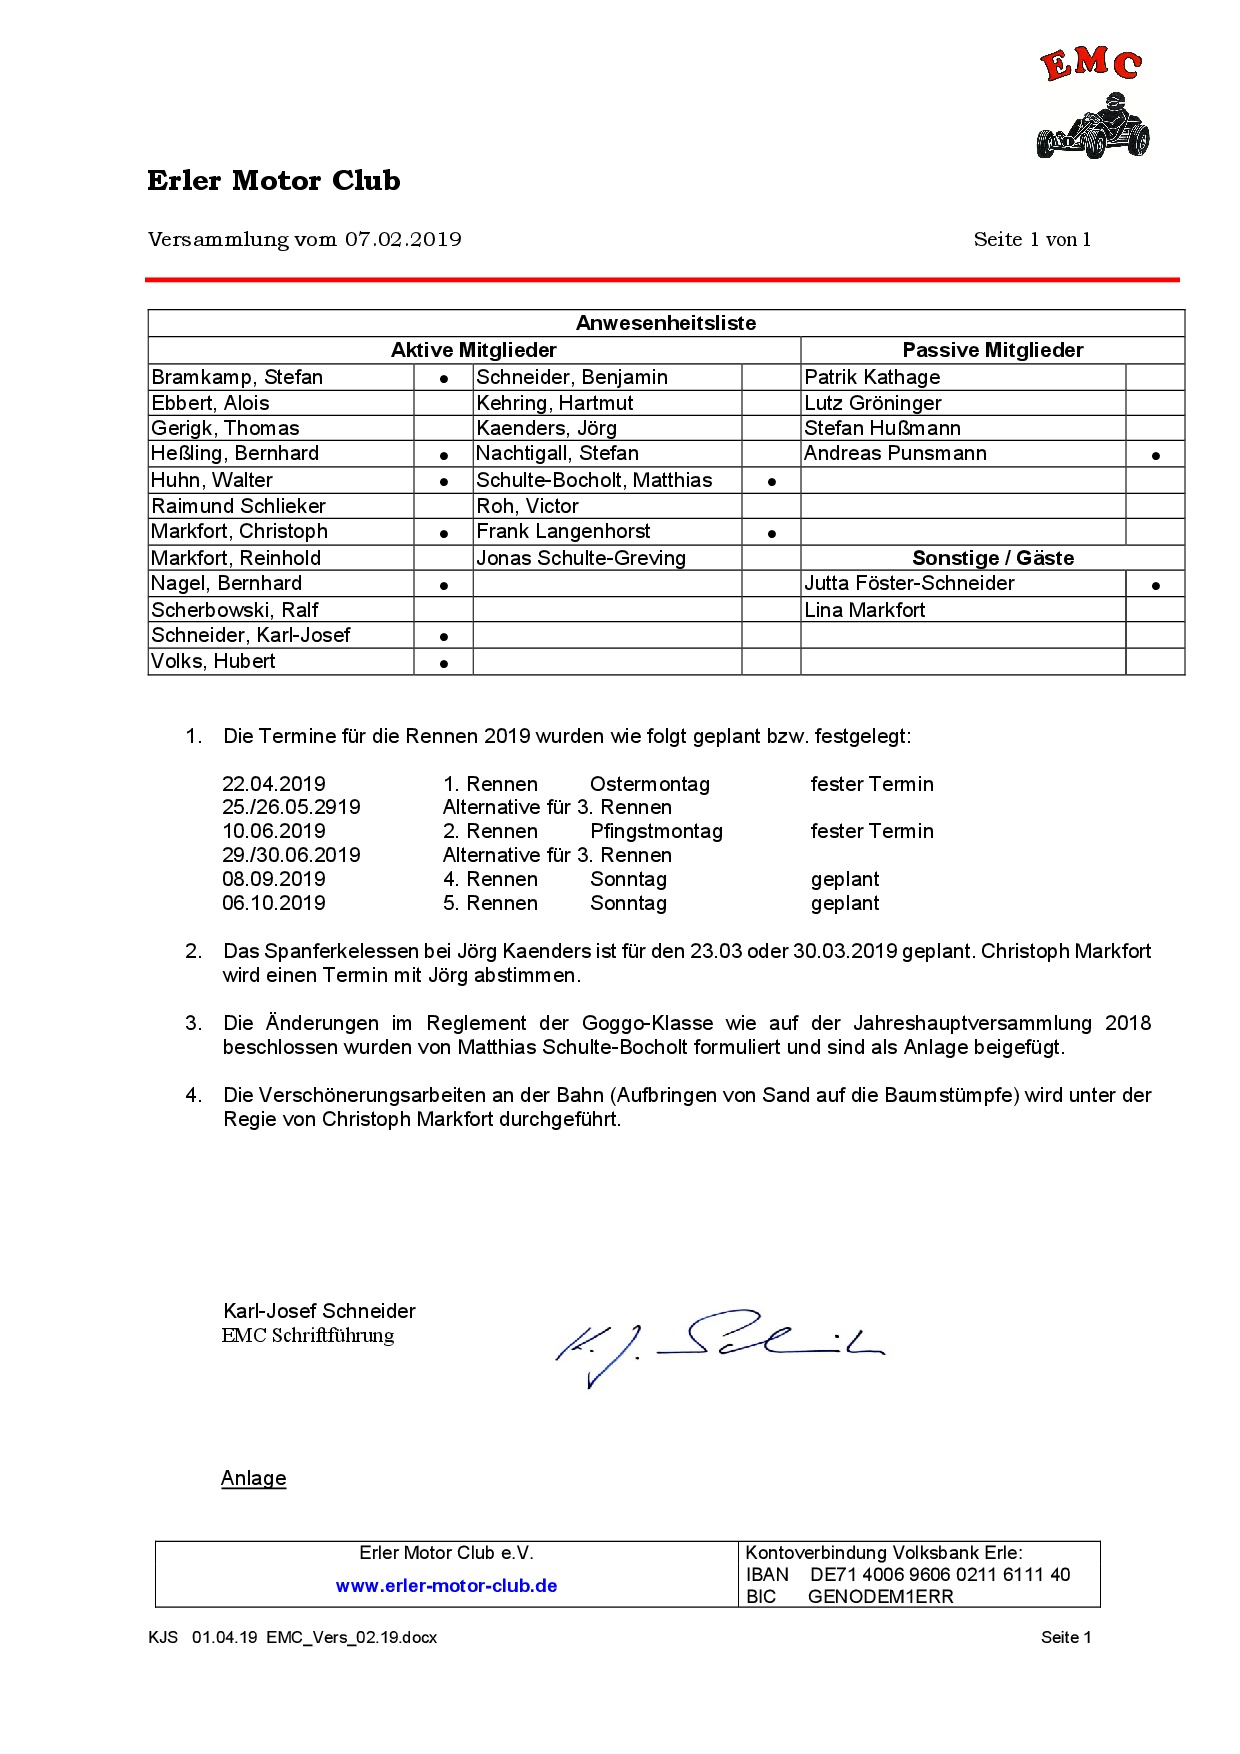 EMC
Erler Motor Club
Versammlung vom 07.02.2019 Seite 1 von 1
Anwesenheitsliste
Aktive Mitglieder Passive Mitglieder
Bramkamp, Stefan ● Schneider, Benjamin Patrik Kathage
Ebbert, Alois Kehring, Hartmut Lutz Gröninger
Gerigk, Thomas Kaenders, Jörg Stefan Hußmann
Heßling, Bernhard ● Nachtigall, Stefan Andreas Punsmann ●
Huhn, Walter ● Schulte-Bocholt, Matthias ●
Raimund Schlieker Roh, Victor
Markfort, Christoph ● Frank Langenhorst ●
Markfort, Reinhold Jonas Schulte-Greving Sonstige / Gäste
Nagel, Bernhard ● Jutta Föster-Schneider ●
Scherbowski, Ralf Lina Markfort
Schneider, Karl-Josef ●
Volks, Hubert ●
1. Die Termine für die Rennen 2019 wurden wie folgt geplant bzw. festgelegt:
22.04.2019 1. Rennen Ostermontag fester Termin
25./26.05.2919 Alternative für 3. Rennen
10.06.2019 2. Rennen Pfingstmontag fester Termin
29./30.06.2019 Alternative für 3. Rennen
08.09.2019 4. Rennen Sonntag geplant
06.10.2019 5. Rennen Sonntag geplant
2. Das Spanferkelessen bei Jörg Kaenders ist für den 23.03 oder 30.03.2019 geplant. Christoph Markfort
wird einen Termin mit Jörg abstimmen.
3. Die Änderungen im Reglement der Goggo-Klasse wie auf der Jahreshauptversammlung 2018
beschlossen wurden von Matthias Schulte-Bocholt formuliert und sind als Anlage beigefügt.
4. Die Verschönerungsarbeiten an der Bahn (Aufbringen von Sand auf die Baumstümpfe) wird unter der
Regie von Christoph Markfort durchgeführt.
Karl-Josef Schneider
EMC Schriftführung
K. J. Schneider
Anlage
Erler Motor Club e.V. Kontoverbindung Volksbank Erle:
www.erler-motor-club.de IBAN DE71 4006 9606 0211 6111 40
BIC GENODEM1ERR
KJS 01.04.19 EMC_Vers_02.19.docx Seite 1